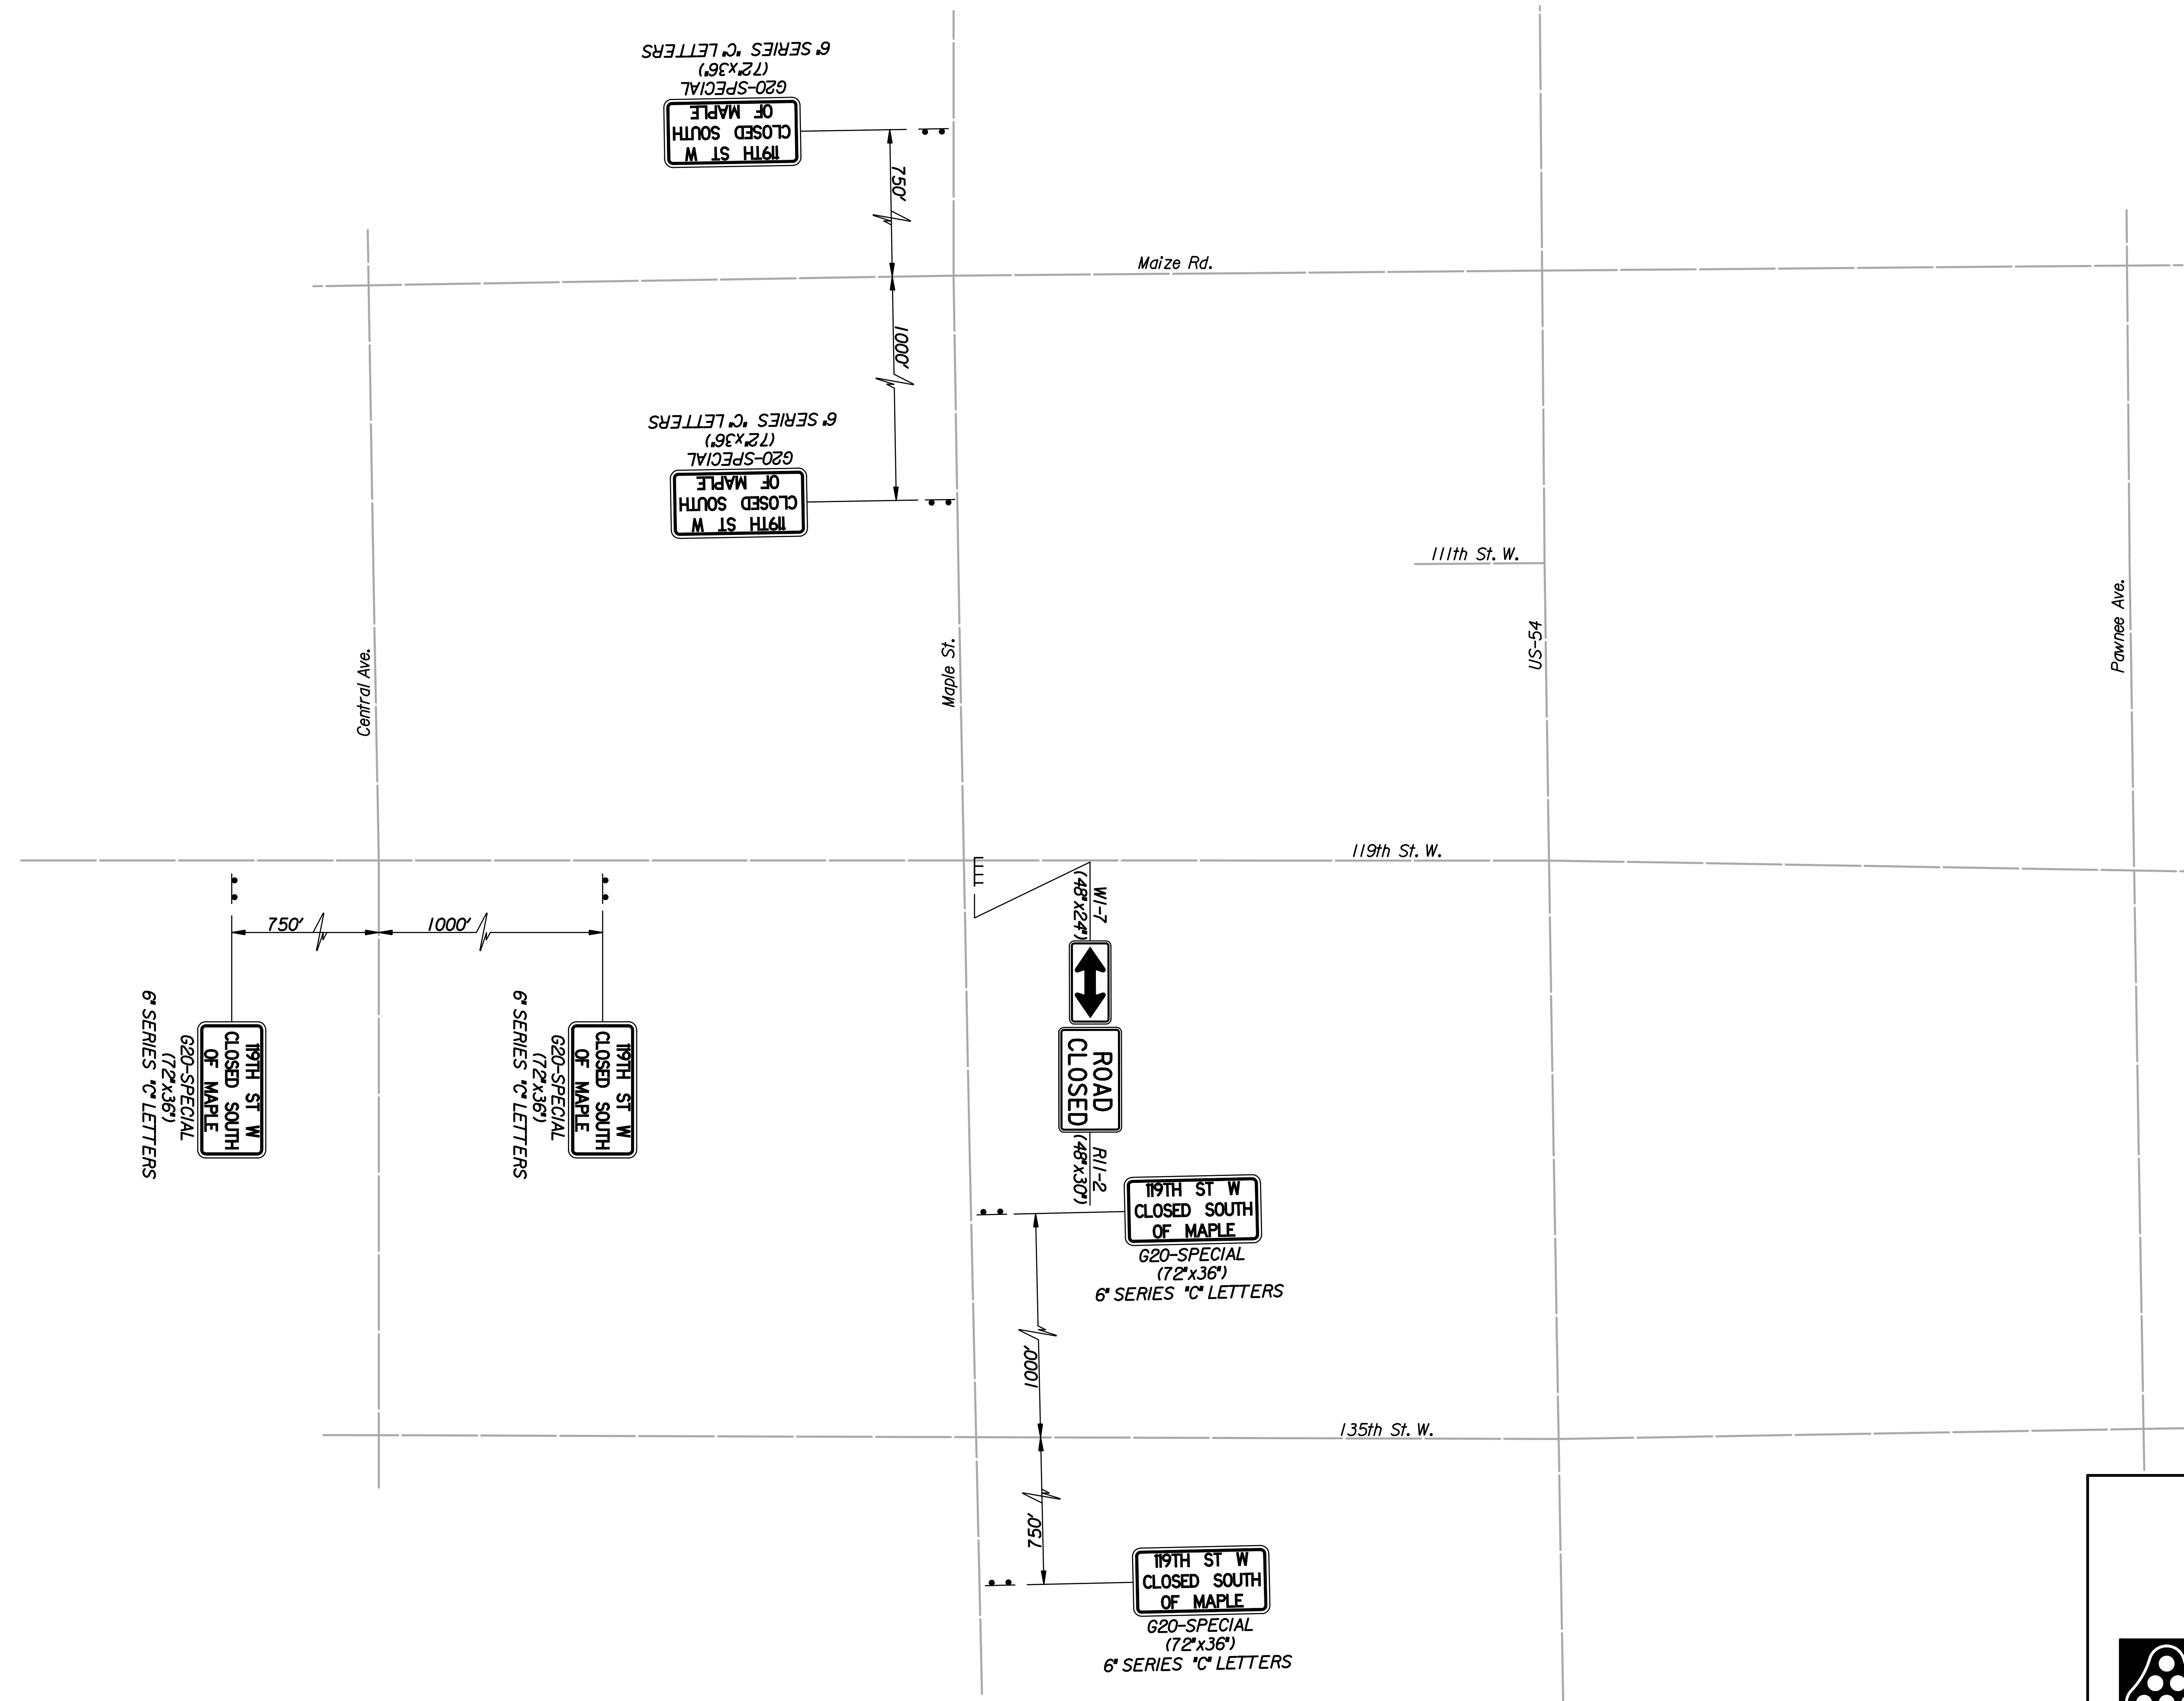 119TH ST W
CLOSED SOUTH
OF MAPLE
G20-SPECIAL
(72"x36")
6" SERIES "C" LETTERS
750'
Maize Rd.
1000'
119TH ST W
CLOSED SOUTH
OF MAPLE
G20-SPECIAL
(72"x36")
6" SERIES "C" LETTERS
111th St. W.
Central Ave.
Maple St.
US-54
Pawnee Ave.
119th St. W.
750'
1000'
119TH ST W
CLOSED SOUTH
OF MAPLE
G20-SPECIAL
(72"x36")
6" SERIES "C" LETTERS
119TH ST W
CLOSED SOUTH
OF MAPLE
G20-SPECIAL
(72"x36")
6" SERIES "C" LETTERS
W1-7
(48"x24")
ROAD
CLOSED
R11-2
(48"x30")
119TH ST W
CLOSED SOUTH
OF MAPLE
G20-SPECIAL
(72"x36")
6" SERIES "C" LETTERS
1000'
135th St. W.
750'
119TH ST W
CLOSED SOUTH
OF MAPLE
G20-SPECIAL
(72"x36")
6" SERIES "C" LETTERS